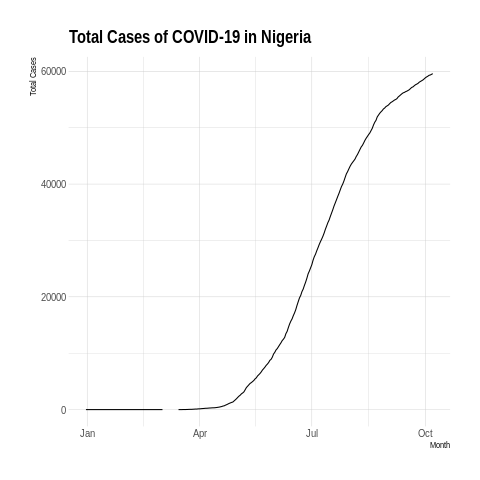 Total Cases of COVID-19 in Nigeria
Total Cases
60000
40000
20000
0
Jan Apr Jul Oct
Month